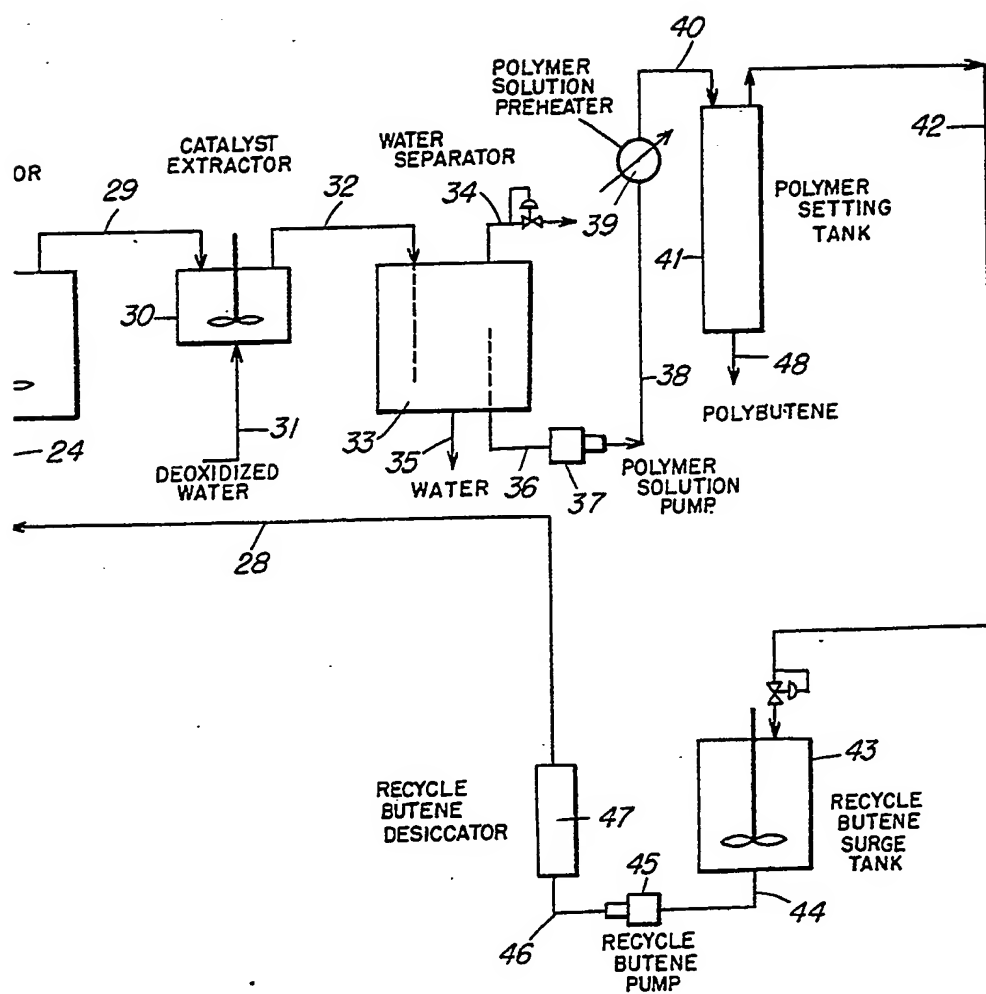 40
POLYMER
SOLUTION
PREHEATER
42
CATALYST
EXTRACTOR
WATER
SEPARATOR
OR
29
32
34
39
POLYMER
SETTING
TANK
41
30
48
38
POLYBUTENE
31
33
35
24
DEOXIDIZED
WATER
WATER
36
37
POLYMER
SOLUTION
PUMP
28
43
RECYCLE
BUTENE
DESICCATOR
47
RECYCLE
BUTENE
SURGE
TANK
45
44
46
RECYCLE
BUTENE
PUMP